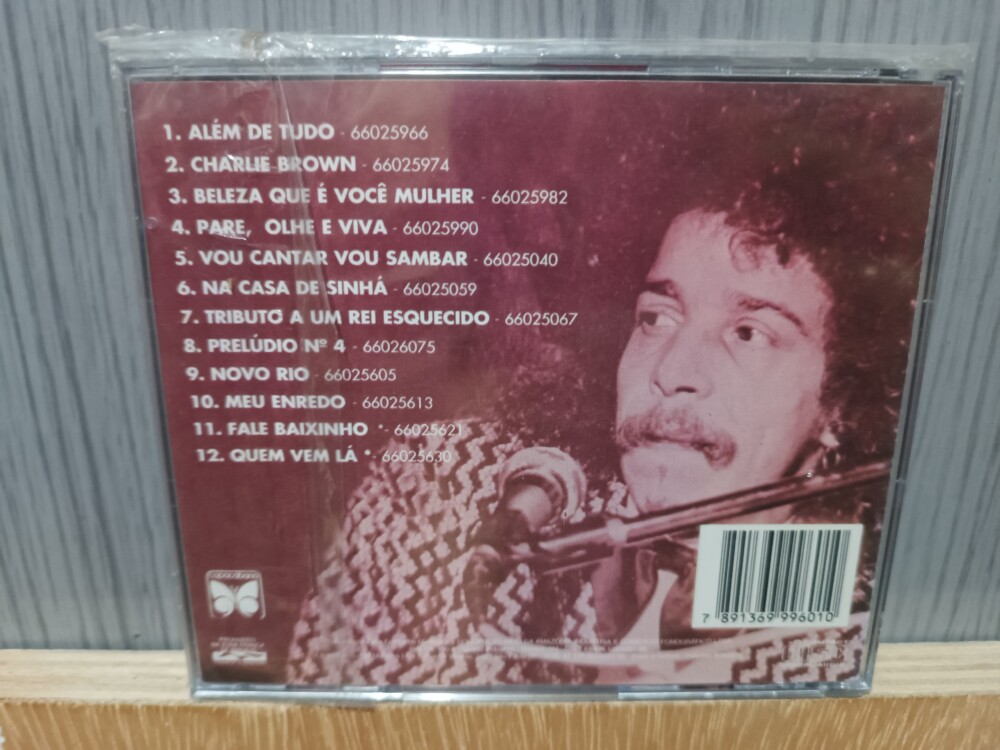 1. ALÉM DE TUDO - 66025966
2. CHARLIE BROWN - 66025974
3. BELEZA QUE É VOCÊ MULHER - 66025982
4. PARE, OLHE E VIVA - 66025990
5. VOU CANTAR VOU SAMBAR - 66025040
6. NA CASA DE SINHÁ - 66025059
7. TRIBUTO A UM REI ESQUECIDO - 66025067
8. PRELÚDIO Nº 4 - 66026075
9. NOVO RIO - 66025605
10. MEU ENREDO - 66025613
11. FALE BAIXINHO * - 66025621
12. QUEM VEM LÁ * - 66025630
7 891369 996010